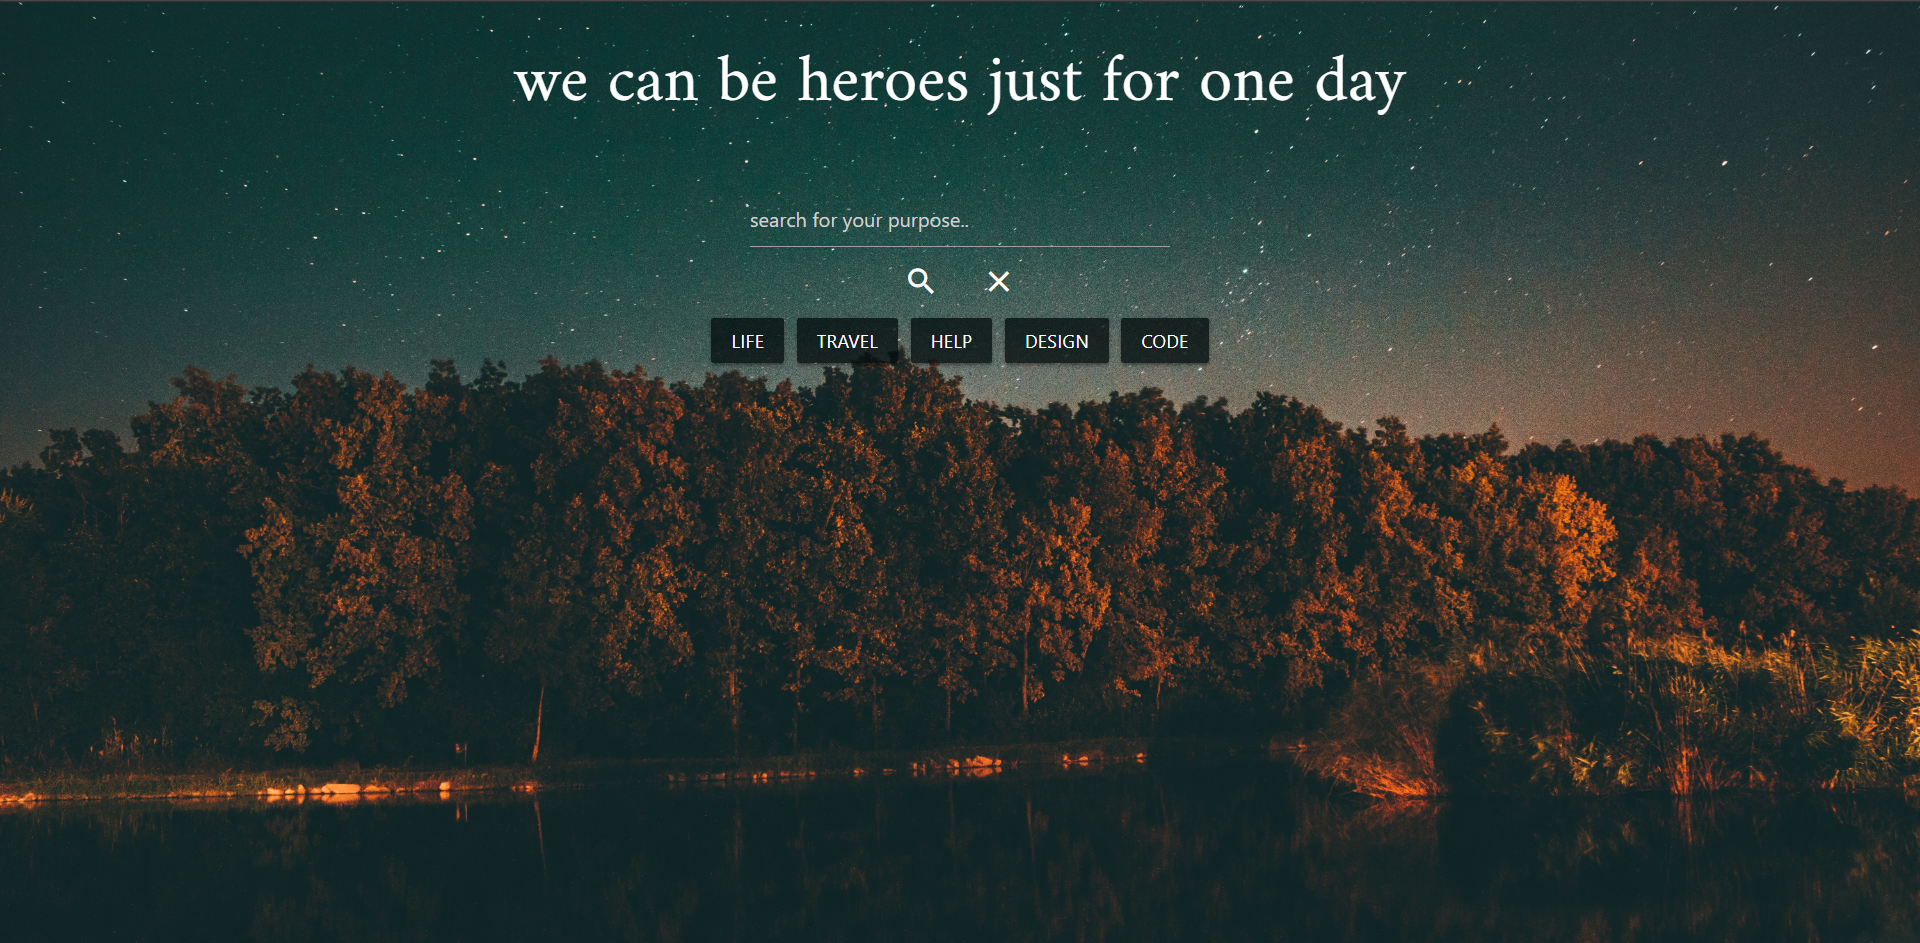 we can be heroes just for one day
search for your purpose..
LIFE TRAVEL HELP DESIGN CODE